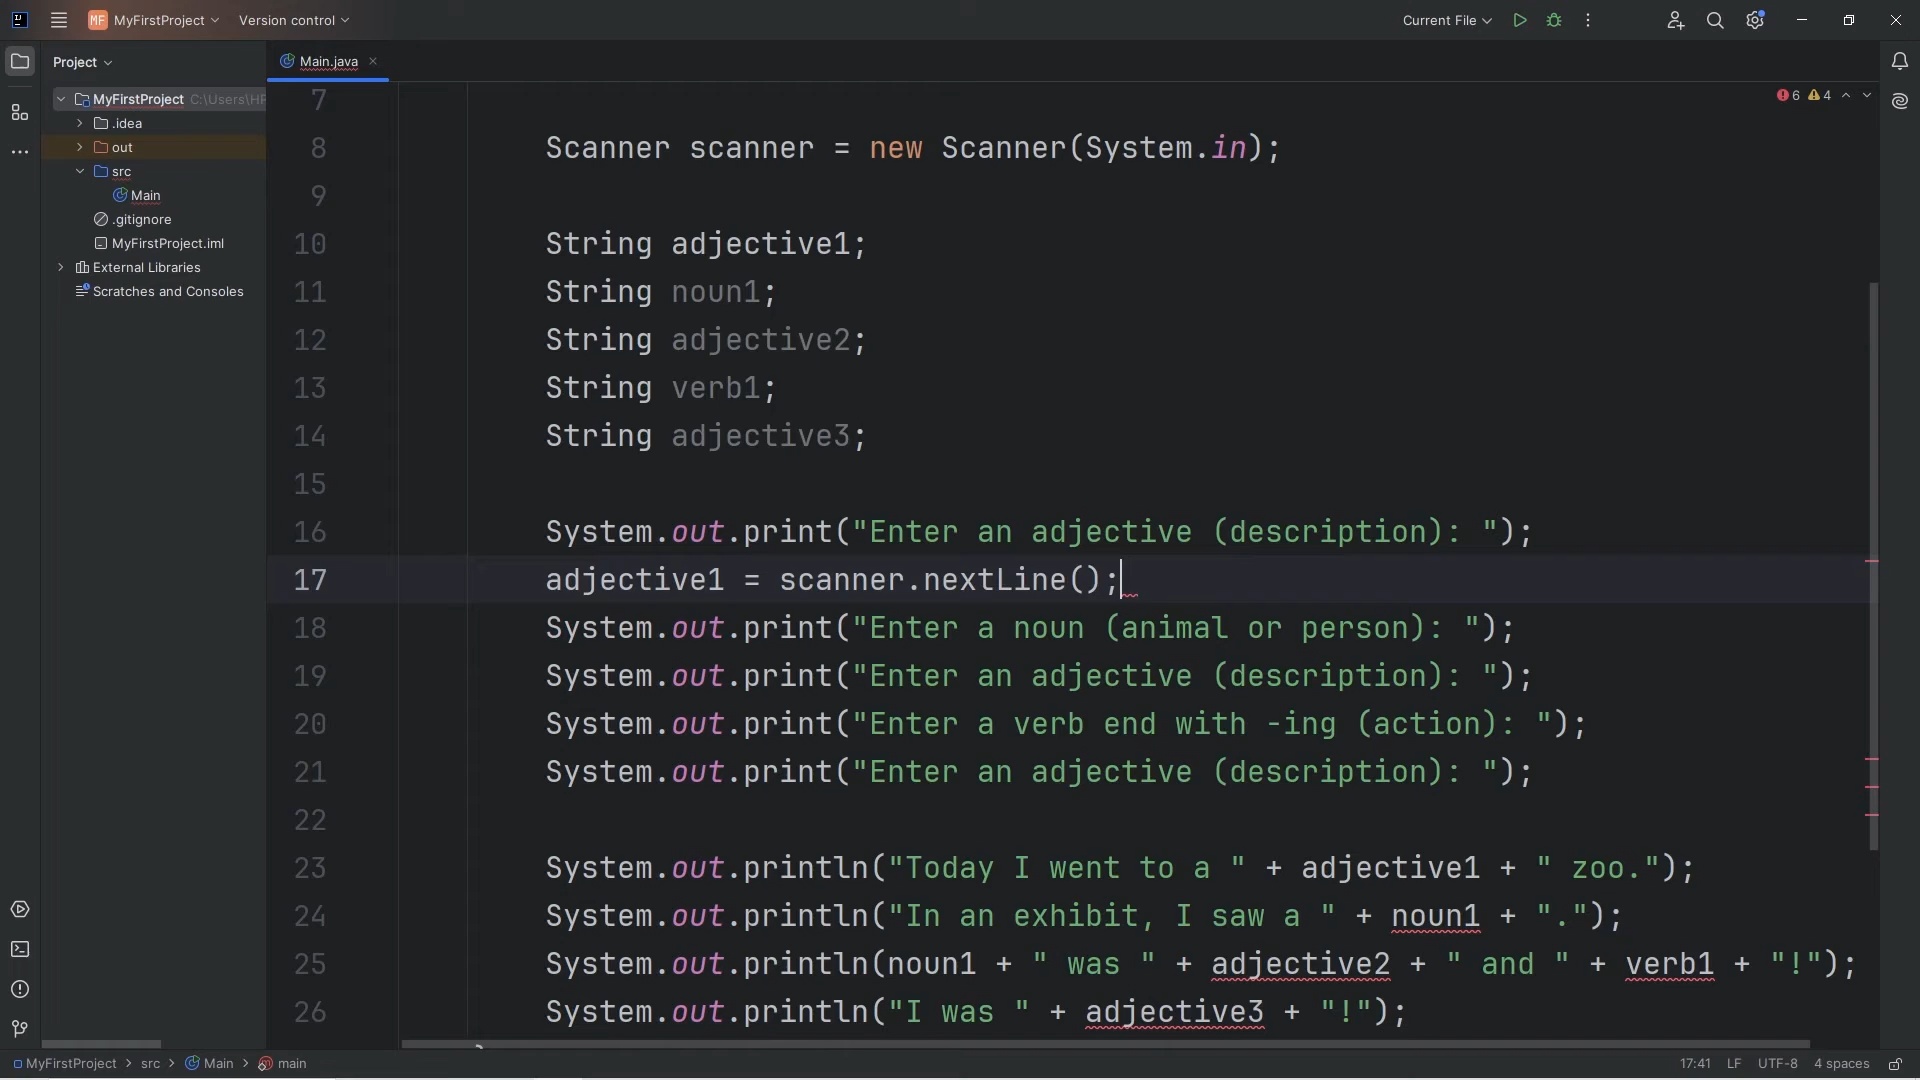 MF MyFirstProject Version control Current File
Project
Main.java
MyFirstProject C:\Users\HP
.idea
out
src
Main
.gitignore
MyFirstProject.iml
External Libraries
Scratches and Consoles
6 4
7
8 Scanner scanner = new Scanner(System.in);
9
10 String adjective1;
11 String noun1;
12 String adjective2;
13 String verb1;
14 String adjective3;
15
16 System.out.print("Enter an adjective (description): ");
17 adjective1 = scanner.nextLine();
18 System.out.print("Enter a noun (animal or person): ");
19 System.out.print("Enter an adjective (description): ");
20 System.out.print("Enter a verb end with -ing (action): ");
21 System.out.print("Enter an adjective (description): ");
22
23 System.out.println("Today I went to a " + adjective1 + " zoo.");
24 System.out.println("In an exhibit, I saw a " + noun1 + ".");
25 System.out.println(noun1 + " was " + adjective2 + " and " + verb1 + "!");
26 System.out.println("I was " + adjective3 + "!");
MyFirstProject > src > Main > main 17:41 LF UTF-8 4 spaces